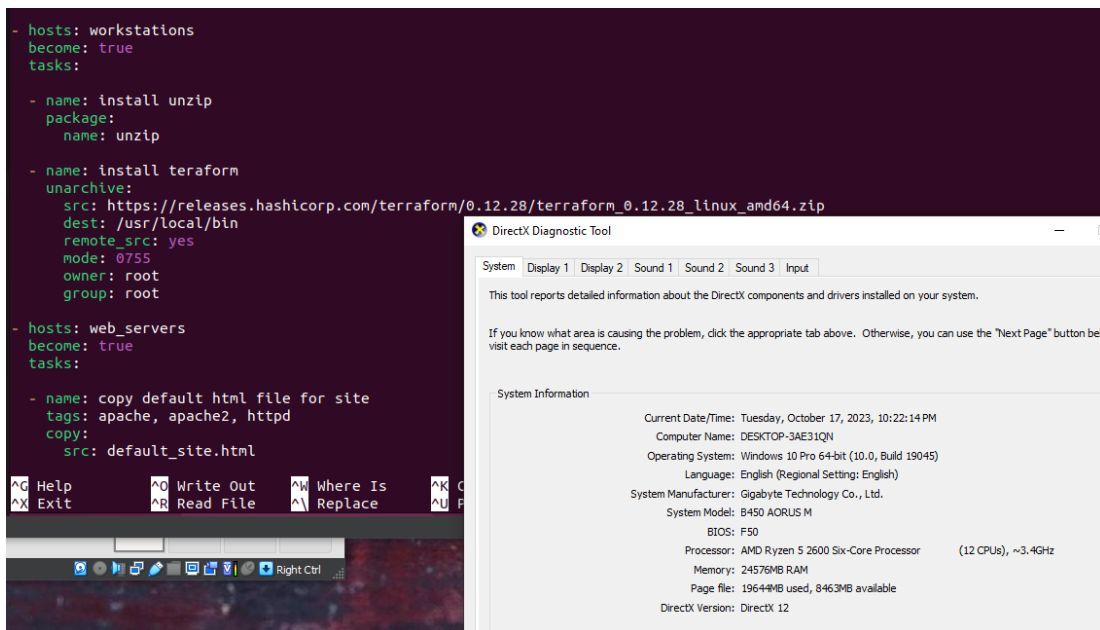 - hosts: workstations
become: true
tasks:
- name: install unzip
package:
name: unzip
- name: install teraform
unarchive:
src: https://releases.hashicorp.com/terraform/0.12.28/terraform_0.12.28_linux_amd64.zip
dest: /usr/local/bin
remote_src: yes
mode: 0755
owner: root
group: root
- hosts: web_servers
become: true
tasks:
- name: copy default html file for site
tags: apache, apache2, httpd
copy:
src: default_site.html
^G Help ^O Write Out ^W Where Is ^K
^X Exit ^R Read File ^\ Replace ^U
Right Ctrl
DirectX Diagnostic Tool
System Display 1 Display 2 Sound 1 Sound 2 Sound 3 Input
This tool reports detailed information about the DirectX components and drivers installed on your system.
If you know what area is causing the problem, click the appropriate tab above. Otherwise, you can use the "Next Page" button
visit each page in sequence.
System Information
Current Date/Time: Tuesday, October 17, 2023, 10:22:14 PM
Computer Name: DESKTOP-3AE31QN
Operating System: Windows 10 Pro 64-bit (10.0, Build 19045)
Language: English (Regional Setting: English)
System Manufacturer: Gigabyte Technology Co., Ltd.
System Model: B450 AORUS M
BIOS: F50
Processor: AMD Ryzen 5 2600 Six-Core Processor (12 CPUs), ~3.4GHz
Memory: 24576MB RAM
Page file: 19644MB used, 8463MB available
DirectX Version: DirectX 12